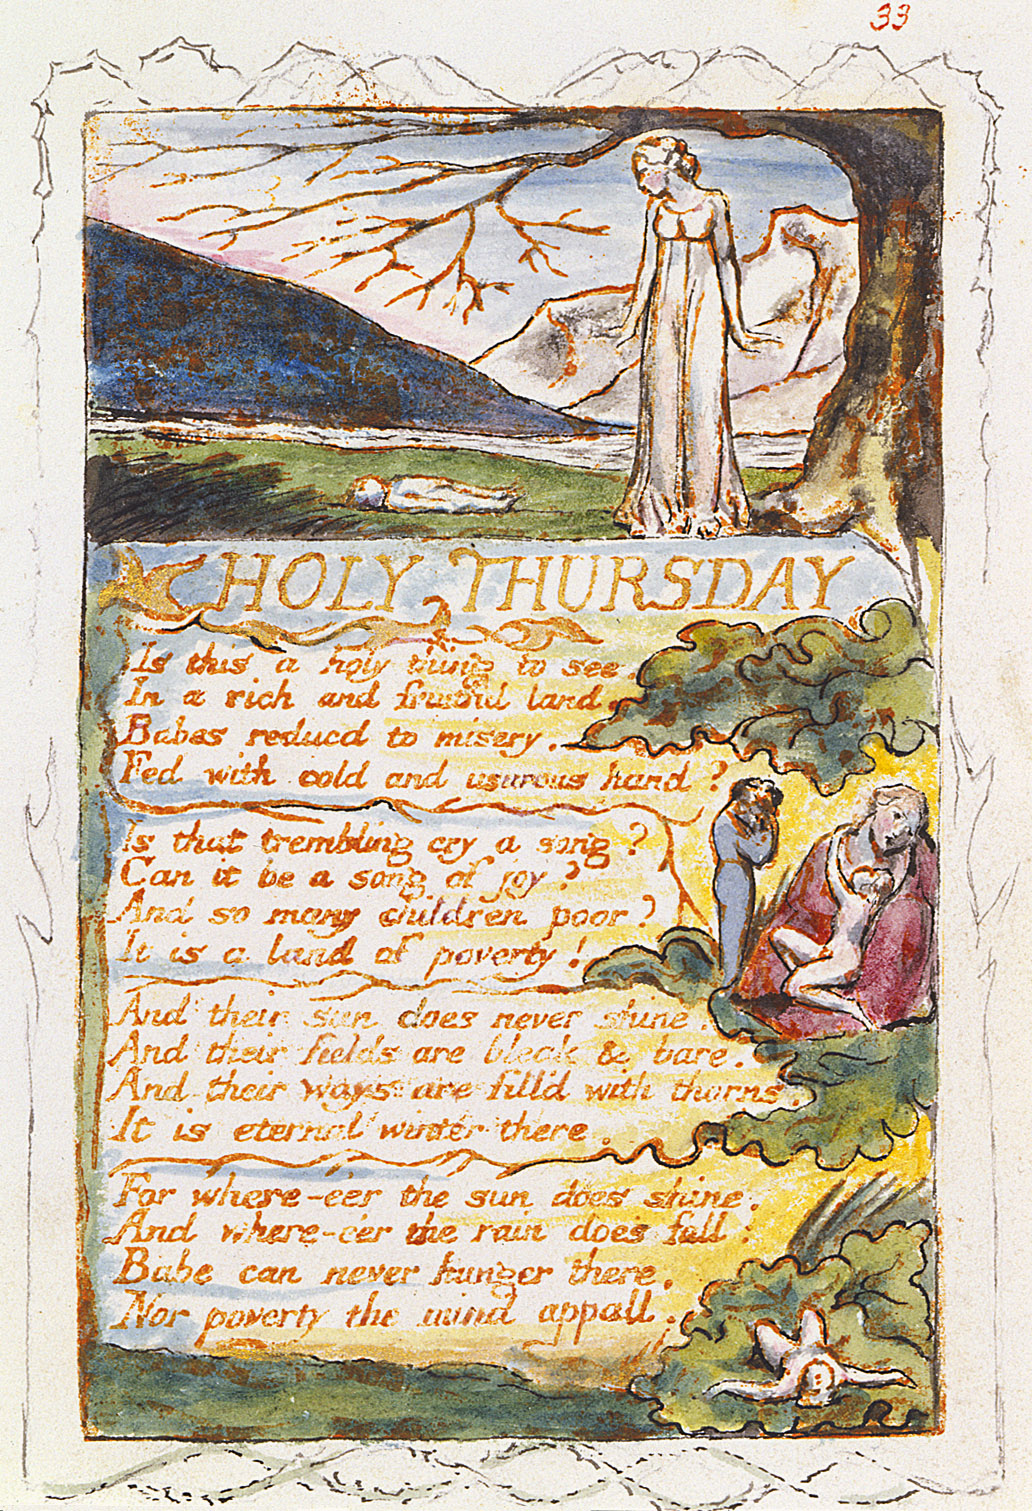 33
HOLY THURSDAY
Is this a holy thing to see
In a rich and fruitful land.
Babes reducd to misery.
Fed with cold and usurous hand?
Is that trembling cry a song?
Can it be a song of joy?
And so many children poor?
It is a land of poverty!
And their sun does never shine.
And their fields are bleak & bare.
And their ways are fill'd with thorns.
It is eternal winter there.
For where-e'er the sun does shine.
And where-e'er the rain does fall:
Babe can never hunger there,
Nor poverty the mind appall.